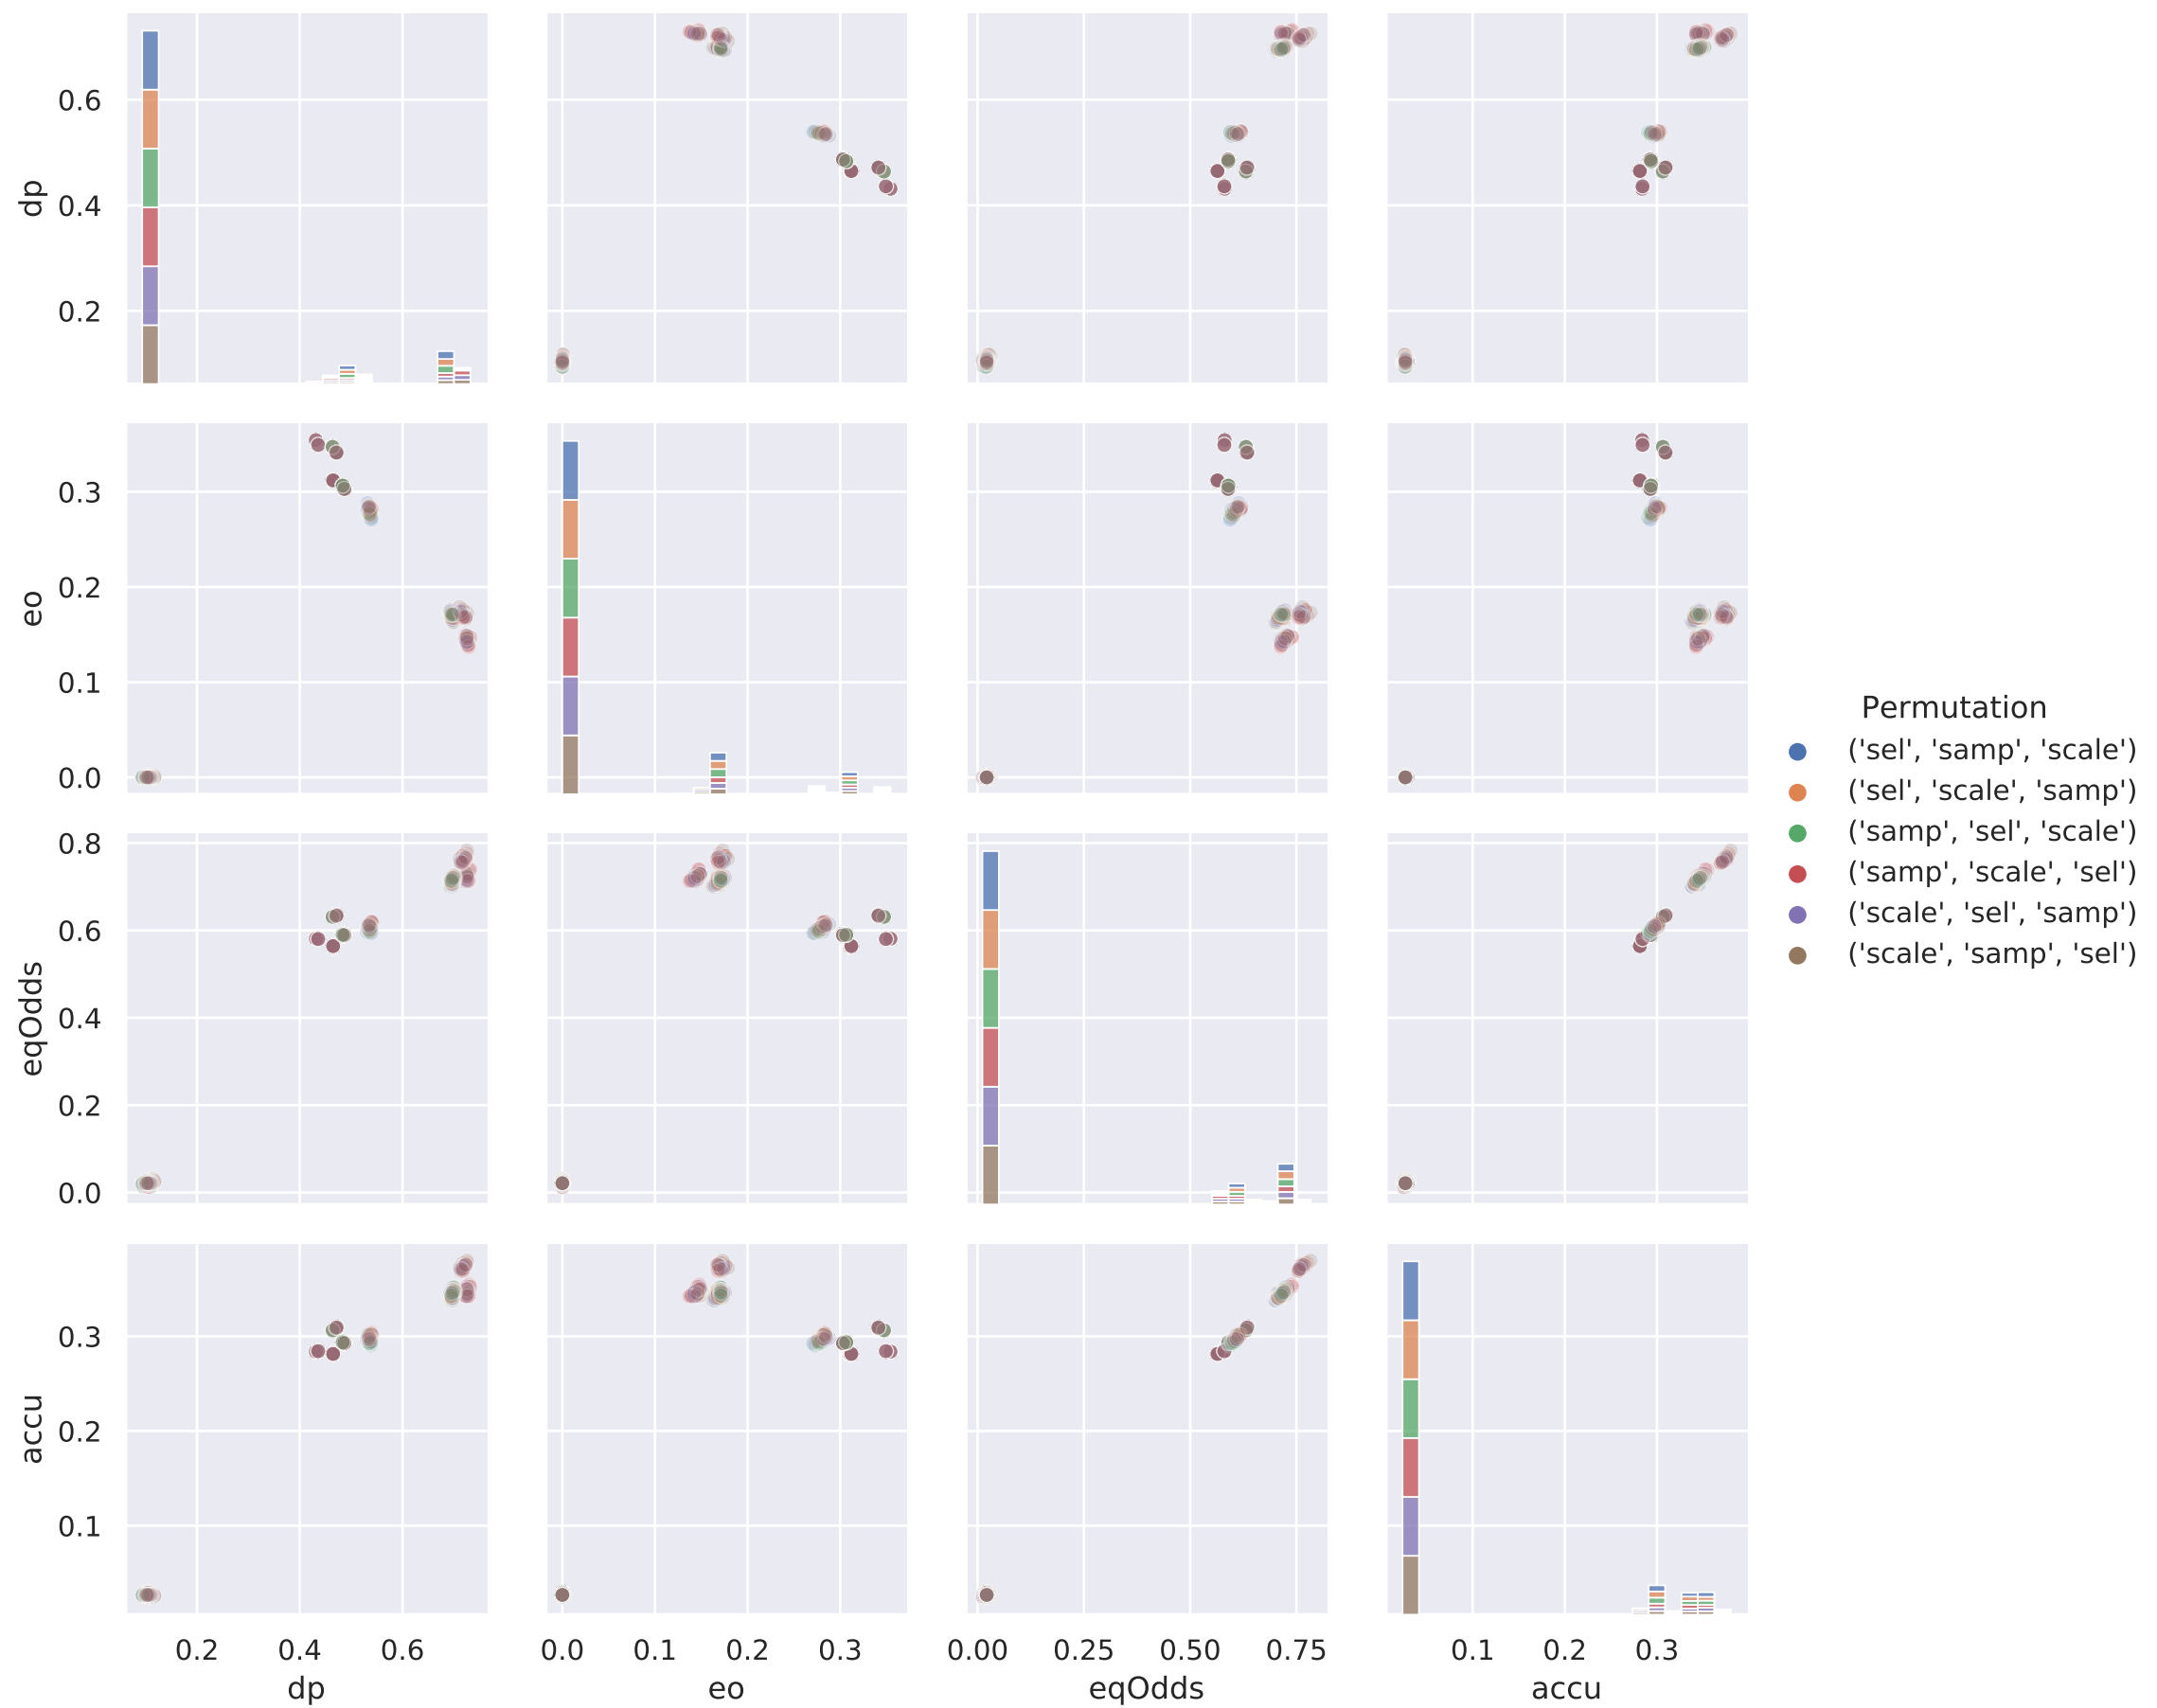 dp
0.6
0.4
0.2
eo
0.3
0.2
0.1
0.0
eqOdds
0.8
0.6
0.4
0.2
0.0
accu
0.3
0.2
0.1
0.2 0.4 0.6
dp
0.0 0.1 0.2 0.3
eo
0.00 0.25 0.50 0.75
eqOdds
0.1 0.2 0.3
accu
Permutation
('sel', 'samp', 'scale')
('sel', 'scale', 'samp')
('samp', 'sel', 'scale')
('samp', 'scale', 'sel')
('scale', 'sel', 'samp')
('scale', 'samp', 'sel')